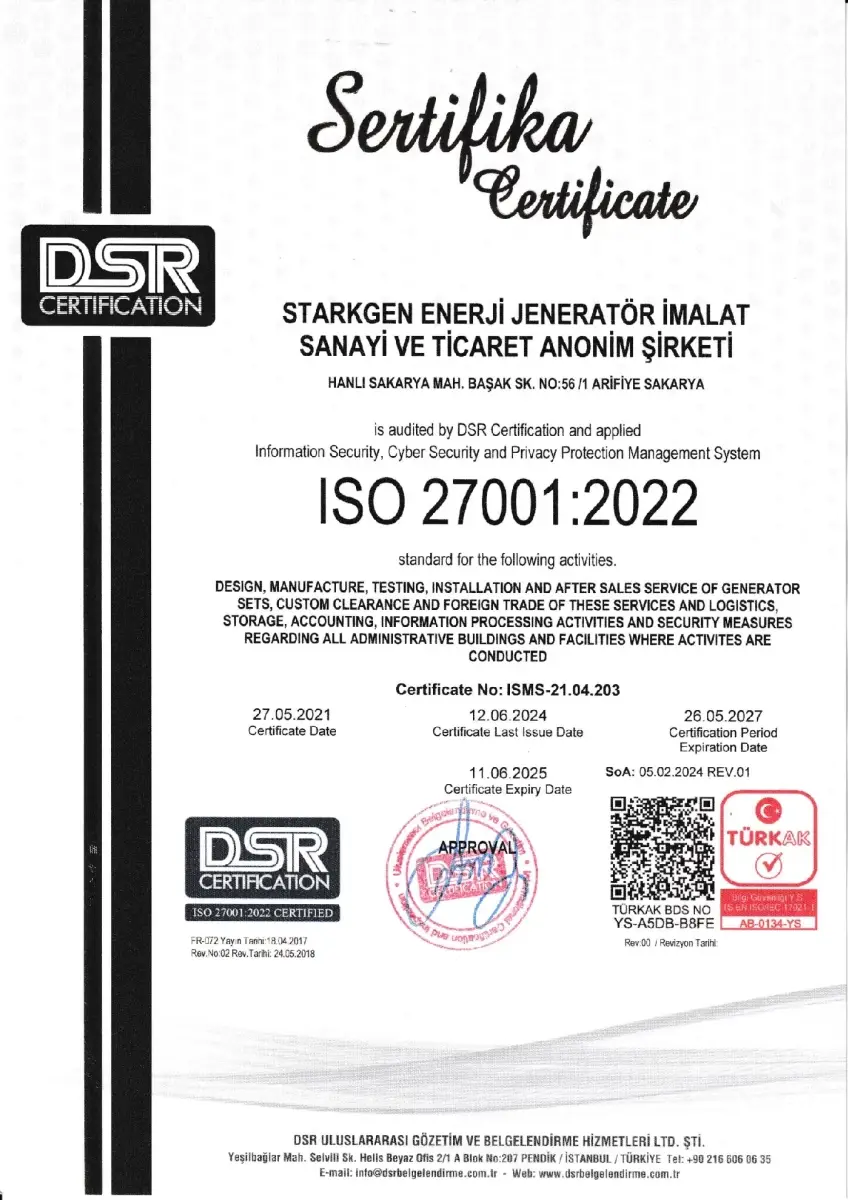 Sertifika
Certificate
DSR
CERTIFICATION
STARKGEN ENERJİ JENERATÖR İMALAT
SANAYİ VE TİCARET ANONİM ŞİRKETİ
HANLI SAKARYA MAH. BAŞAK SK. NO:56 /1 ARİFİYE SAKARYA
is audited by DSR Certification and applied
Information Security, Cyber Security and Privacy Protection Management System
ISO 27001:2022
standard for the following activities.
DESIGN, MANUFACTURE, TESTING, INSTALLATION AND AFTER SALES SERVICE OF GENERATOR
SETS, CUSTOM CLEARANCE AND FOREIGN TRADE OF THESE SERVICES AND LOGISTICS,
STORAGE, ACCOUNTING, INFORMATION PROCESSING ACTIVITIES AND SECURITY MEASURES
REGARDING ALL ADMINISTRATIVE BUILDINGS AND FACILITIES WHERE ACTIVITES ARE
CONDUCTED
Certificate No: ISMS-21.04.203
27.05.2021 12.06.2024 26.05.2027
Certificate Date Certificate Last Issue Date Certification Period
Expiration Date
11.06.2025 SoA: 05.02.2024 REV.01
Certificate Expiry Date
DSR
CERTIFICATION
ISO 27001:2022 CERTIFIED
FR-072 Yayın Tarihi:18.04.2017
Rev.No:02 Rev.Tarihi: 24.05.2018
APPROVAL
DSR
CERTIFICATION
TÜRKAK
Bilgi Güvenliği Y.S.
AB-0134-YS
TÜRKAK BDS NO
YS-A5DB-B8FE
Rev:00 / Revizyon Tarihi:
DSR ULUSLARARASI GÖZETİM VE BELGELENDİRME HİZMETLERİ LTD. ŞTİ.
Yeşilbağlar Mah. Selvili Sk. Helis Beyaz Ofis 2/1 A Blok No:207 PENDİK / İSTANBUL / TÜRKİYE Tel: +90 216 606 06 35
E-mail: info@dsrbelgelendirme.com.tr - Web: www.dsrbelgelendirme.com.tr